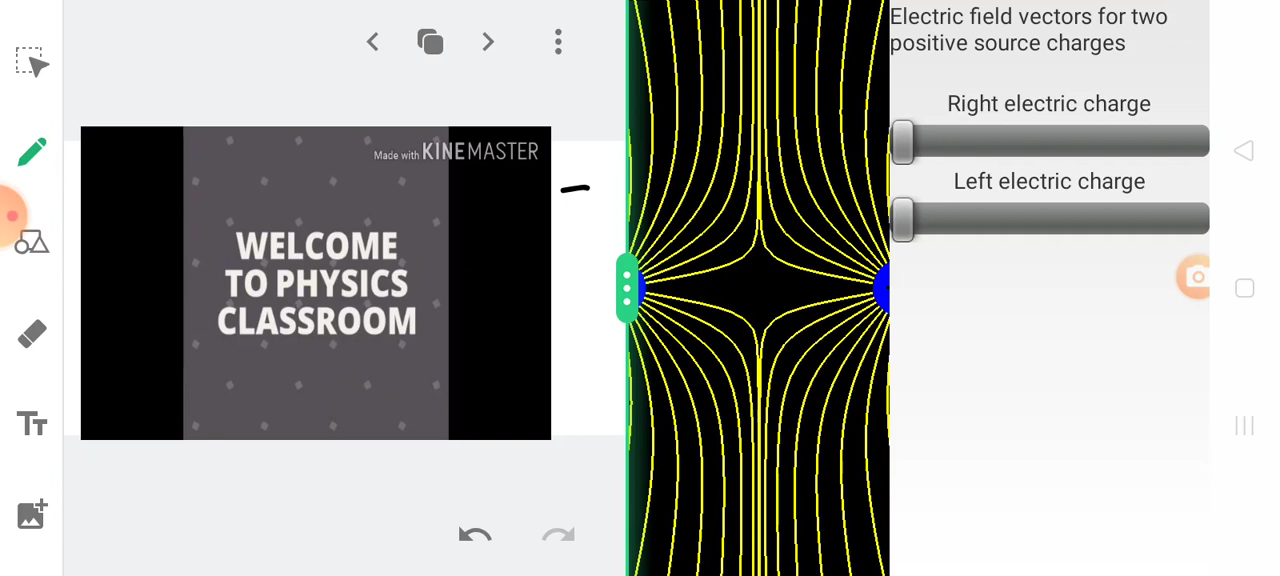 Made with KINEMASTER
WELCOME
TO PHYSICS
CLASSROOM
Tт
Electric field vectors for two
positive source charges
Right electric charge
Left electric charge